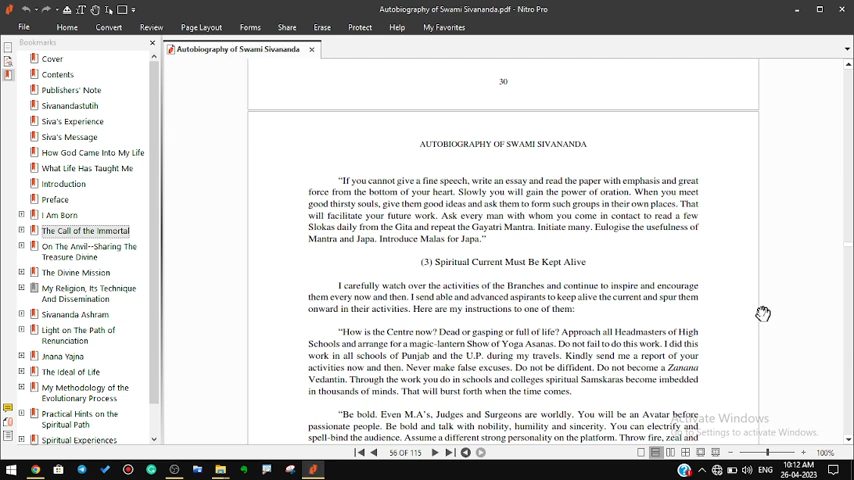 Autobiography of Swami Sivananda.pdf - Nitro Pro
File Home Convert Review Page Layout Forms Share Erase Protect Help My Favorites
Bookmarks
Autobiography of Swami Sivananda
Cover
Contents
Publishers' Note
Sivanandastutih
Siva's Experience
Siva's Message
How God Came Into My Life
What Life Has Taught Me
Introduction
Preface
I Am Born
The Call of the Immortal
On The Anvil--Sharing The
Treasure Divine
The Divine Mission
My Religion, Its Technique
And Dissemination
Sivananda Ashram
Light on The Path of
Renunciation
Jnana Yajna
The Ideal of Life
My Methodology of the
Evolutionary Process
Practical Hints on the
Spiritual Path
Spiritual Experiences
30
AUTOBIOGRAPHY OF SWAMI SIVANANDA
“If you cannot give a fine speech, write an essay and read the paper with emphasis and great
force from the bottom of your heart. Slowly you will gain the power of oration. When you meet
good thirsty souls, give them good ideas and ask them to form such groups in their own places. That
will facilitate your future work. Ask every man with whom you come in contact to read a few
Slokas daily from the Gita and repeat the Gayatri Mantra. Initiate many. Eulogise the usefulness of
Mantra and Japa. Introduce Malas for Japa.”
(3) Spiritual Current Must Be Kept Alive
I carefully watch over the activities of the Branches and continue to inspire and encourage
them every now and then. I send able and advanced aspirants to keep alive the current and spur them
onward in their activities. Here are my instructions to one of them:
“How is the Centre now? Dead or gasping or full of life? Approach all Headmasters of High
Schools and arrange for a magic-lantern Show of Yoga Asanas. Do not fail to do this work. I did this
work in all schools of Punjab and the U.P. during my travels. Kindly send me a report of your
activities now and then. Never make false excuses. Do not be diffident. Do not become a Zanana
Vedantin. Through the work you do in schools and colleges spiritual Samskaras become imbedded
in thousands of minds. That will burst forth when the time comes.
“Be bold. Even M.A's, Judges and Surgeons are worldly. You will be an Avatar before
passionate people. Be bold and talk with nobility, humility and sincerity. You can electrify and
spell-bind the audience. Assume a different strong personality on the platform. Throw fire, zeal and
Activate Windows
Go to Settings to activate Windows.
56 OF 115
100%
ENG
10:12 AM
26-04-2023